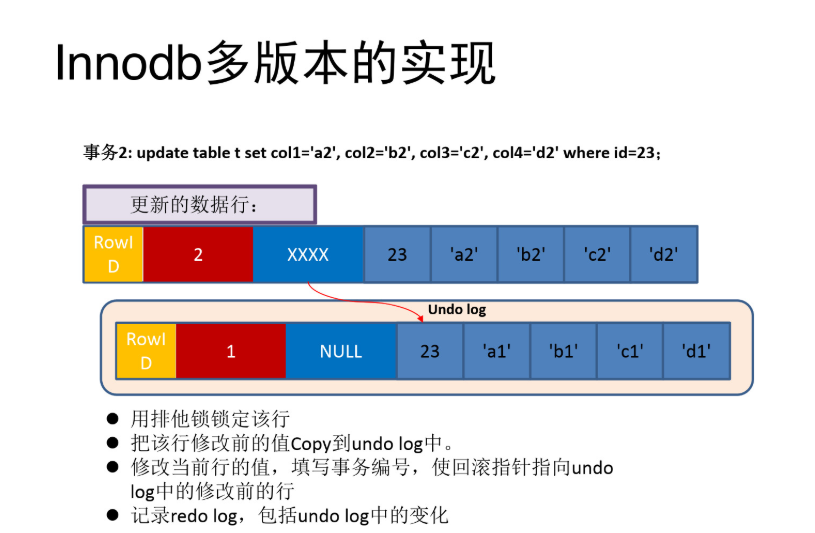 Innodb多版本的实现
事务2: update table t set col1='a2', col2='b2', col3='c2', col4='d2' where id=23；
更新的数据行：
RowI
D
2
XXXX
23
'a2'
'b2'
'c2'
'd2'
Undo log
RowI
D
1
NULL
23
'a1'
'b1'
'c1'
'd1'
● 用排他锁锁定该行
● 把该行修改前的值Copy到undo log中。
● 修改当前行的值，填写事务编号，使回滚指针指向undo
log中的修改前的行
● 记录redo log，包括undo log中的变化